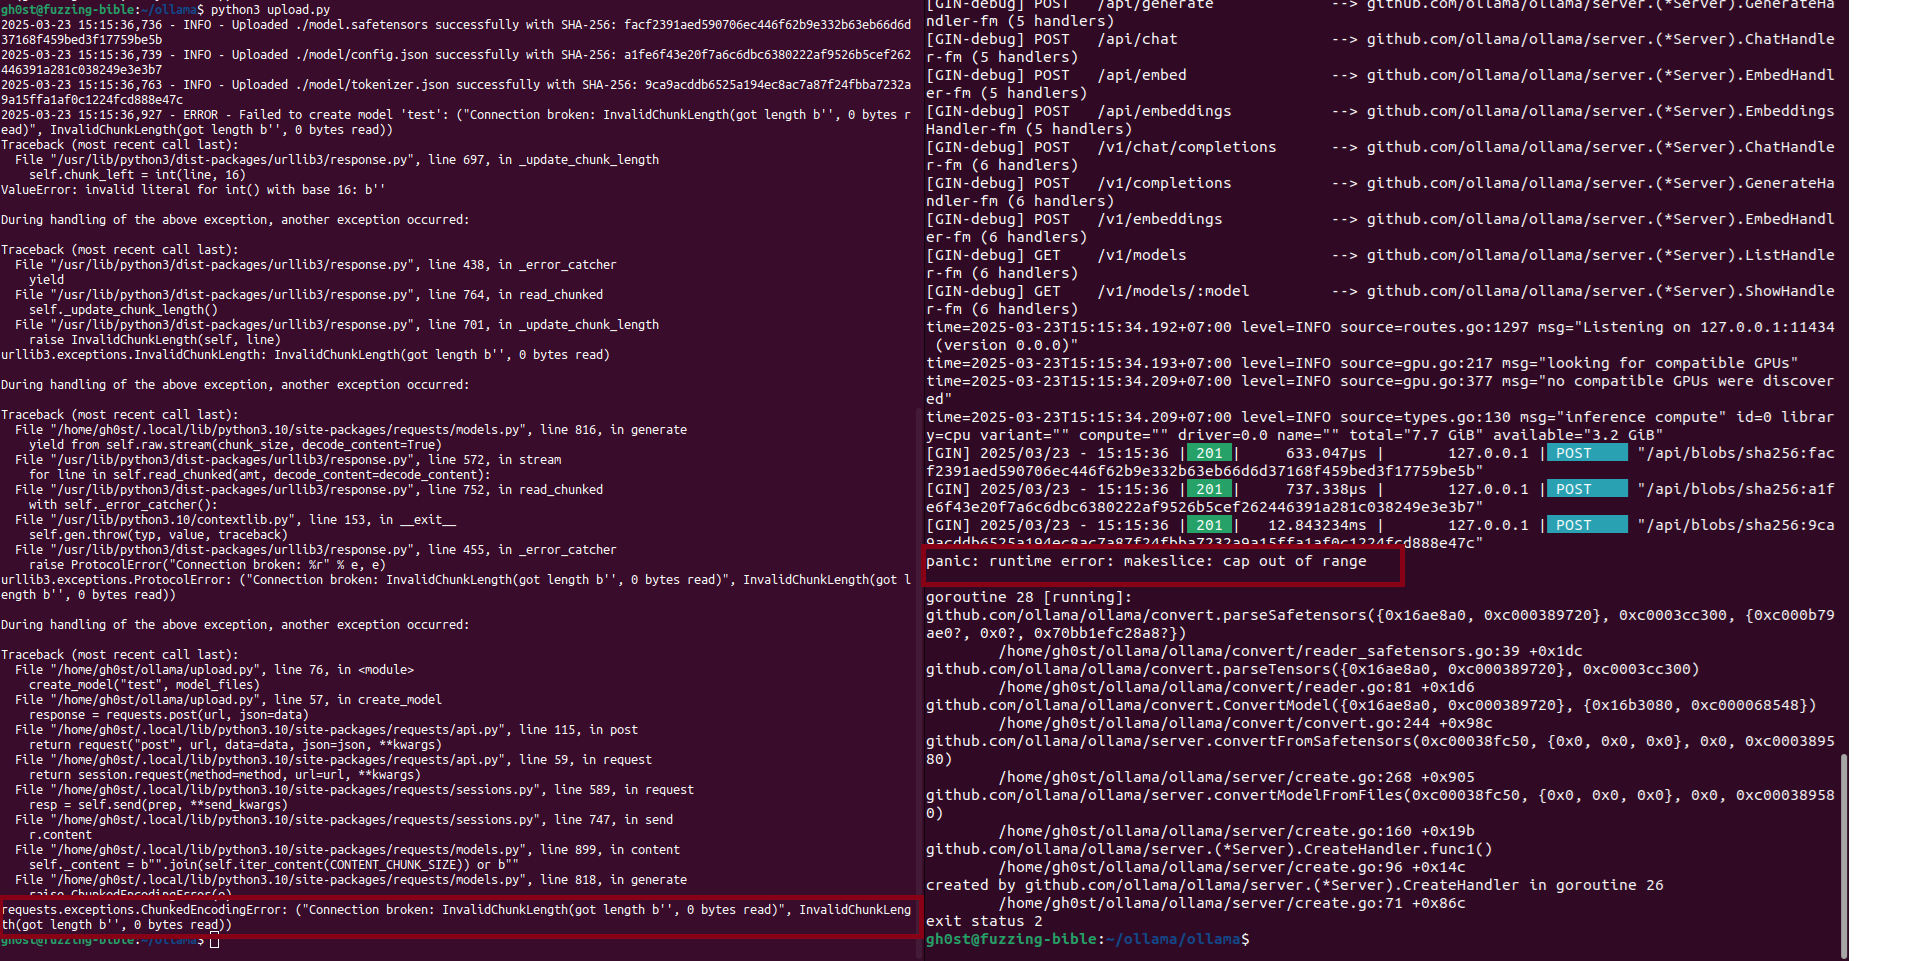 gh0st@fuzzing-bible:~/ollama$ python3 upload.py
2025-03-23 15:15:36,736 - INFO - Uploaded ./model.safetensors successfully with SHA-256: facf2391aed590706ec446f62b9e332b63eb66d6d
37168f459bed3f17759be5b
2025-03-23 15:15:36,739 - INFO - Uploaded ./model/config.json successfully with SHA-256: a1fe6f43e20f7a6c6dbc6380222af9526b5cef262
446391a281c038249e3e3b7
2025-03-23 15:15:36,763 - INFO - Uploaded ./model/tokenizer.json successfully with SHA-256: 9ca9acddb6525a194ec8ac7a87f24fbba7232a
9a15ffa1af0c1224fcd888e47c
2025-03-23 15:15:36,927 - ERROR - Failed to create model 'test': ("Connection broken: InvalidChunkLength(got length b'', 0 bytes r
ead)", InvalidChunkLength(got length b'', 0 bytes read))
Traceback (most recent call last):
  File "/usr/lib/python3/dist-packages/urllib3/response.py", line 697, in _update_chunk_length
    self.chunk_left = int(line, 16)
ValueError: invalid literal for int() with base 16: b''
During handling of the above exception, another exception occurred:
Traceback (most recent call last):
  File "/usr/lib/python3/dist-packages/urllib3/response.py", line 438, in _error_catcher
    yield
  File "/usr/lib/python3/dist-packages/urllib3/response.py", line 764, in read_chunked
    self._update_chunk_length()
  File "/usr/lib/python3/dist-packages/urllib3/response.py", line 701, in _update_chunk_length
    raise InvalidChunkLength(self, line)
urllib3.exceptions.InvalidChunkLength: InvalidChunkLength(got length b'', 0 bytes read)
During handling of the above exception, another exception occurred:
Traceback (most recent call last):
  File "/home/gh0st/.local/lib/python3.10/site-packages/requests/models.py", line 816, in generate
    yield from self.raw.stream(chunk_size, decode_content=True)
  File "/usr/lib/python3/dist-packages/urllib3/response.py", line 572, in stream
    for line in self.read_chunked(amt, decode_content=decode_content):
  File "/usr/lib/python3/dist-packages/urllib3/response.py", line 752, in read_chunked
    with self._error_catcher():
  File "/usr/lib/python3.10/contextlib.py", line 153, in __exit__
    self.gen.throw(typ, value, traceback)
  File "/usr/lib/python3/dist-packages/urllib3/response.py", line 455, in _error_catcher
    raise ProtocolError("Connection broken: %r" % e, e)
urllib3.exceptions.ProtocolError: ("Connection broken: InvalidChunkLength(got length b'', 0 bytes read)", InvalidChunkLength(got l
ength b'', 0 bytes read))
During handling of the above exception, another exception occurred:
Traceback (most recent call last):
  File "/home/gh0st/ollama/upload.py", line 76, in <module>
    create_model("test", model_files)
  File "/home/gh0st/ollama/upload.py", line 57, in create_model
    response = requests.post(url, json=data)
  File "/home/gh0st/.local/lib/python3.10/site-packages/requests/api.py", line 115, in post
    return request("post", url, data=data, json=json, **kwargs)
  File "/home/gh0st/.local/lib/python3.10/site-packages/requests/api.py", line 59, in request
    return session.request(method=method, url=url, **kwargs)
  File "/home/gh0st/.local/lib/python3.10/site-packages/requests/sessions.py", line 589, in request
    resp = self.send(prep, **send_kwargs)
  File "/home/gh0st/.local/lib/python3.10/site-packages/requests/sessions.py", line 747, in send
    r.content
  File "/home/gh0st/.local/lib/python3.10/site-packages/requests/models.py", line 899, in content
    self._content = b"".join(self.iter_content(CONTENT_CHUNK_SIZE)) or b""
  File "/home/gh0st/.local/lib/python3.10/site-packages/requests/models.py", line 818, in generate
    raise ChunkedEncodingError(e)
requests.exceptions.ChunkedEncodingError: ("Connection broken: InvalidChunkLength(got length b'', 0 bytes read)", InvalidChunkLeng
th(got length b'', 0 bytes read))
gh0st@fuzzing-bible:~/ollama$
[GIN-debug] POST   /api/generate             --> github.com/ollama/ollama/server.(*Server).GenerateHa
ndler-fm (5 handlers)
[GIN-debug] POST   /api/chat                 --> github.com/ollama/ollama/server.(*Server).ChatHandle
r-fm (5 handlers)
[GIN-debug] POST   /api/embed                --> github.com/ollama/ollama/server.(*Server).EmbedHandl
er-fm (5 handlers)
[GIN-debug] POST   /api/embeddings           --> github.com/ollama/ollama/server.(*Server).Embeddings
Handler-fm (5 handlers)
[GIN-debug] POST   /v1/chat/completions      --> github.com/ollama/ollama/server.(*Server).ChatHandle
r-fm (6 handlers)
[GIN-debug] POST   /v1/completions           --> github.com/ollama/ollama/server.(*Server).GenerateHa
ndler-fm (6 handlers)
[GIN-debug] POST   /v1/embeddings            --> github.com/ollama/ollama/server.(*Server).EmbedHandl
er-fm (6 handlers)
[GIN-debug] GET    /v1/models                --> github.com/ollama/ollama/server.(*Server).ListHandle
r-fm (6 handlers)
[GIN-debug] GET    /v1/models/:model         --> github.com/ollama/ollama/server.(*Server).ShowHandle
r-fm (6 handlers)
time=2025-03-23T15:15:34.192+07:00 level=INFO source=routes.go:1297 msg="Listening on 127.0.0.1:11434
 (version 0.0.0)"
time=2025-03-23T15:15:34.193+07:00 level=INFO source=gpu.go:217 msg="looking for compatible GPUs"
time=2025-03-23T15:15:34.209+07:00 level=INFO source=gpu.go:377 msg="no compatible GPUs were discover
ed"
time=2025-03-23T15:15:34.209+07:00 level=INFO source=types.go:130 msg="inference compute" id=0 librar
y=cpu variant="" compute="" driver=0.0 name="" total="7.7 GiB" available="3.2 GiB"
[GIN] 2025/03/23 - 15:15:36 | 201 |     633.047µs |       127.0.0.1 | POST     "/api/blobs/sha256:fac
f2391aed590706ec446f62b9e332b63eb66d6d37168f459bed3f17759be5b"
[GIN] 2025/03/23 - 15:15:36 | 201 |     737.338µs |       127.0.0.1 | POST     "/api/blobs/sha256:a1f
e6f43e20f7a6c6dbc6380222af9526b5cef262446391a281c038249e3e3b7"
[GIN] 2025/03/23 - 15:15:36 | 201 |   12.843234ms |       127.0.0.1 | POST     "/api/blobs/sha256:9ca
9acddb6525a194ec8ac7a87f24fbba7232a9a15ffa1af0c1224fcd888e47c"
panic: runtime error: makeslice: cap out of range
goroutine 28 [running]:
github.com/ollama/ollama/convert.parseSafetensors({0x16ae8a0, 0xc000389720}, 0xc0003cc300, {0xc000b79
ae0?, 0x0?, 0x70bb1efc28a8?})
        /home/gh0st/ollama/ollama/convert/reader_safetensors.go:39 +0x1dc
github.com/ollama/ollama/convert.parseTensors({0x16ae8a0, 0xc000389720}, 0xc0003cc300)
        /home/gh0st/ollama/ollama/convert/reader.go:81 +0x1d6
github.com/ollama/ollama/convert.ConvertModel({0x16ae8a0, 0xc000389720}, {0x16b3080, 0xc000068548})
        /home/gh0st/ollama/ollama/convert/convert.go:244 +0x98c
github.com/ollama/ollama/server.convertFromSafetensors(0xc00038fc50, {0x0, 0x0, 0x0}, 0x0, 0xc0003895
80)
        /home/gh0st/ollama/ollama/server/create.go:268 +0x905
github.com/ollama/ollama/server.convertModelFromFiles(0xc00038fc50, {0x0, 0x0, 0x0}, 0x0, 0xc00038958
0)
        /home/gh0st/ollama/ollama/server/create.go:160 +0x19b
github.com/ollama/ollama/server.(*Server).CreateHandler.func1()
        /home/gh0st/ollama/ollama/server/create.go:96 +0x14c
created by github.com/ollama/ollama/server.(*Server).CreateHandler in goroutine 26
        /home/gh0st/ollama/ollama/server/create.go:71 +0x86c
exit status 2
gh0st@fuzzing-bible:~/ollama/ollama$